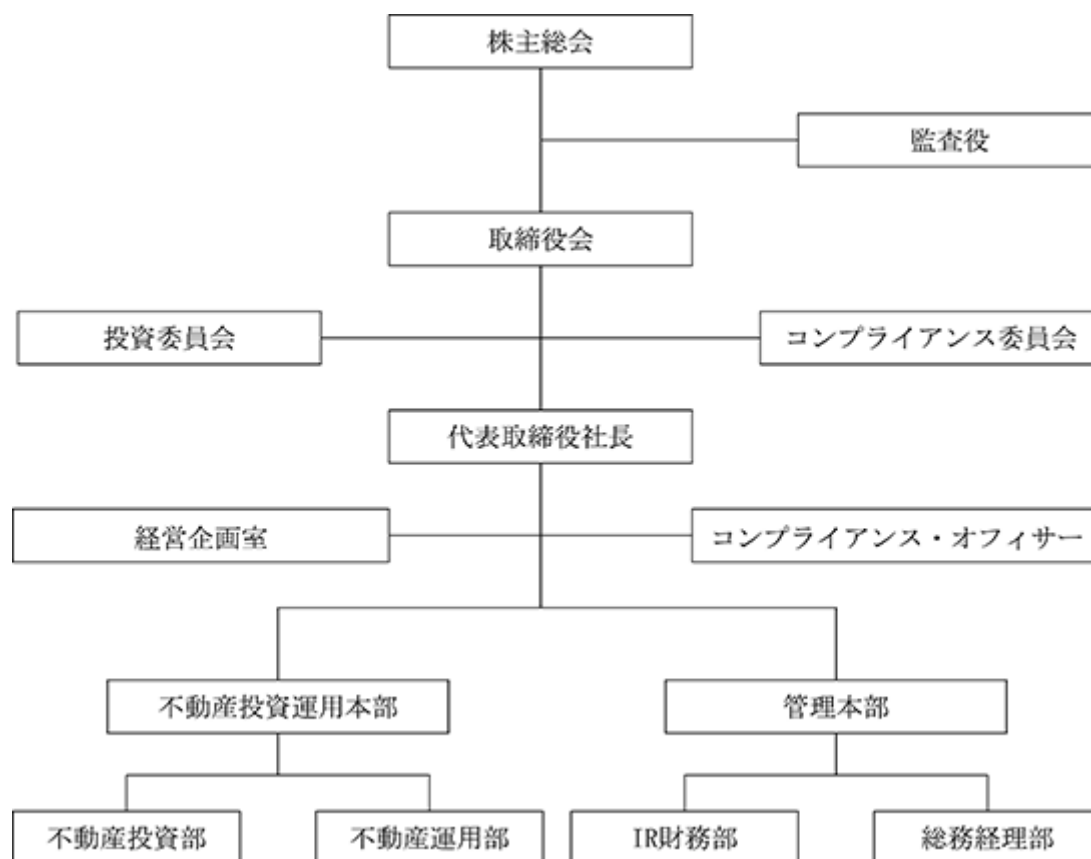 株主総会
監査役
取締役会
投資委員会
コンプライアンス委員会
代表取締役社長
経営企画室
コンプライアンス・オフィサー
不動産投資運用本部
管理本部
不動産投資部
不動産運用部
IR財務部
総務経理部